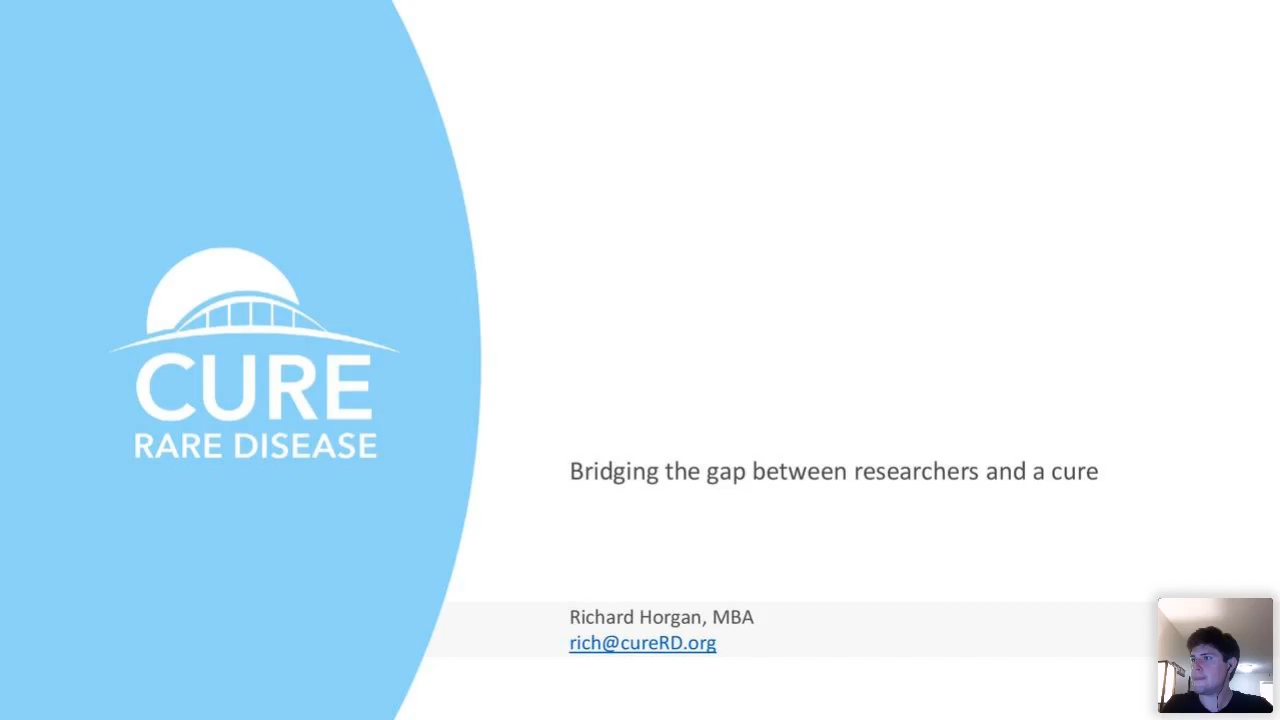 CURE
RARE DISEASE
Bridging the gap between researchers and a cure
Richard Horgan, MBA
rich@cureRD.org